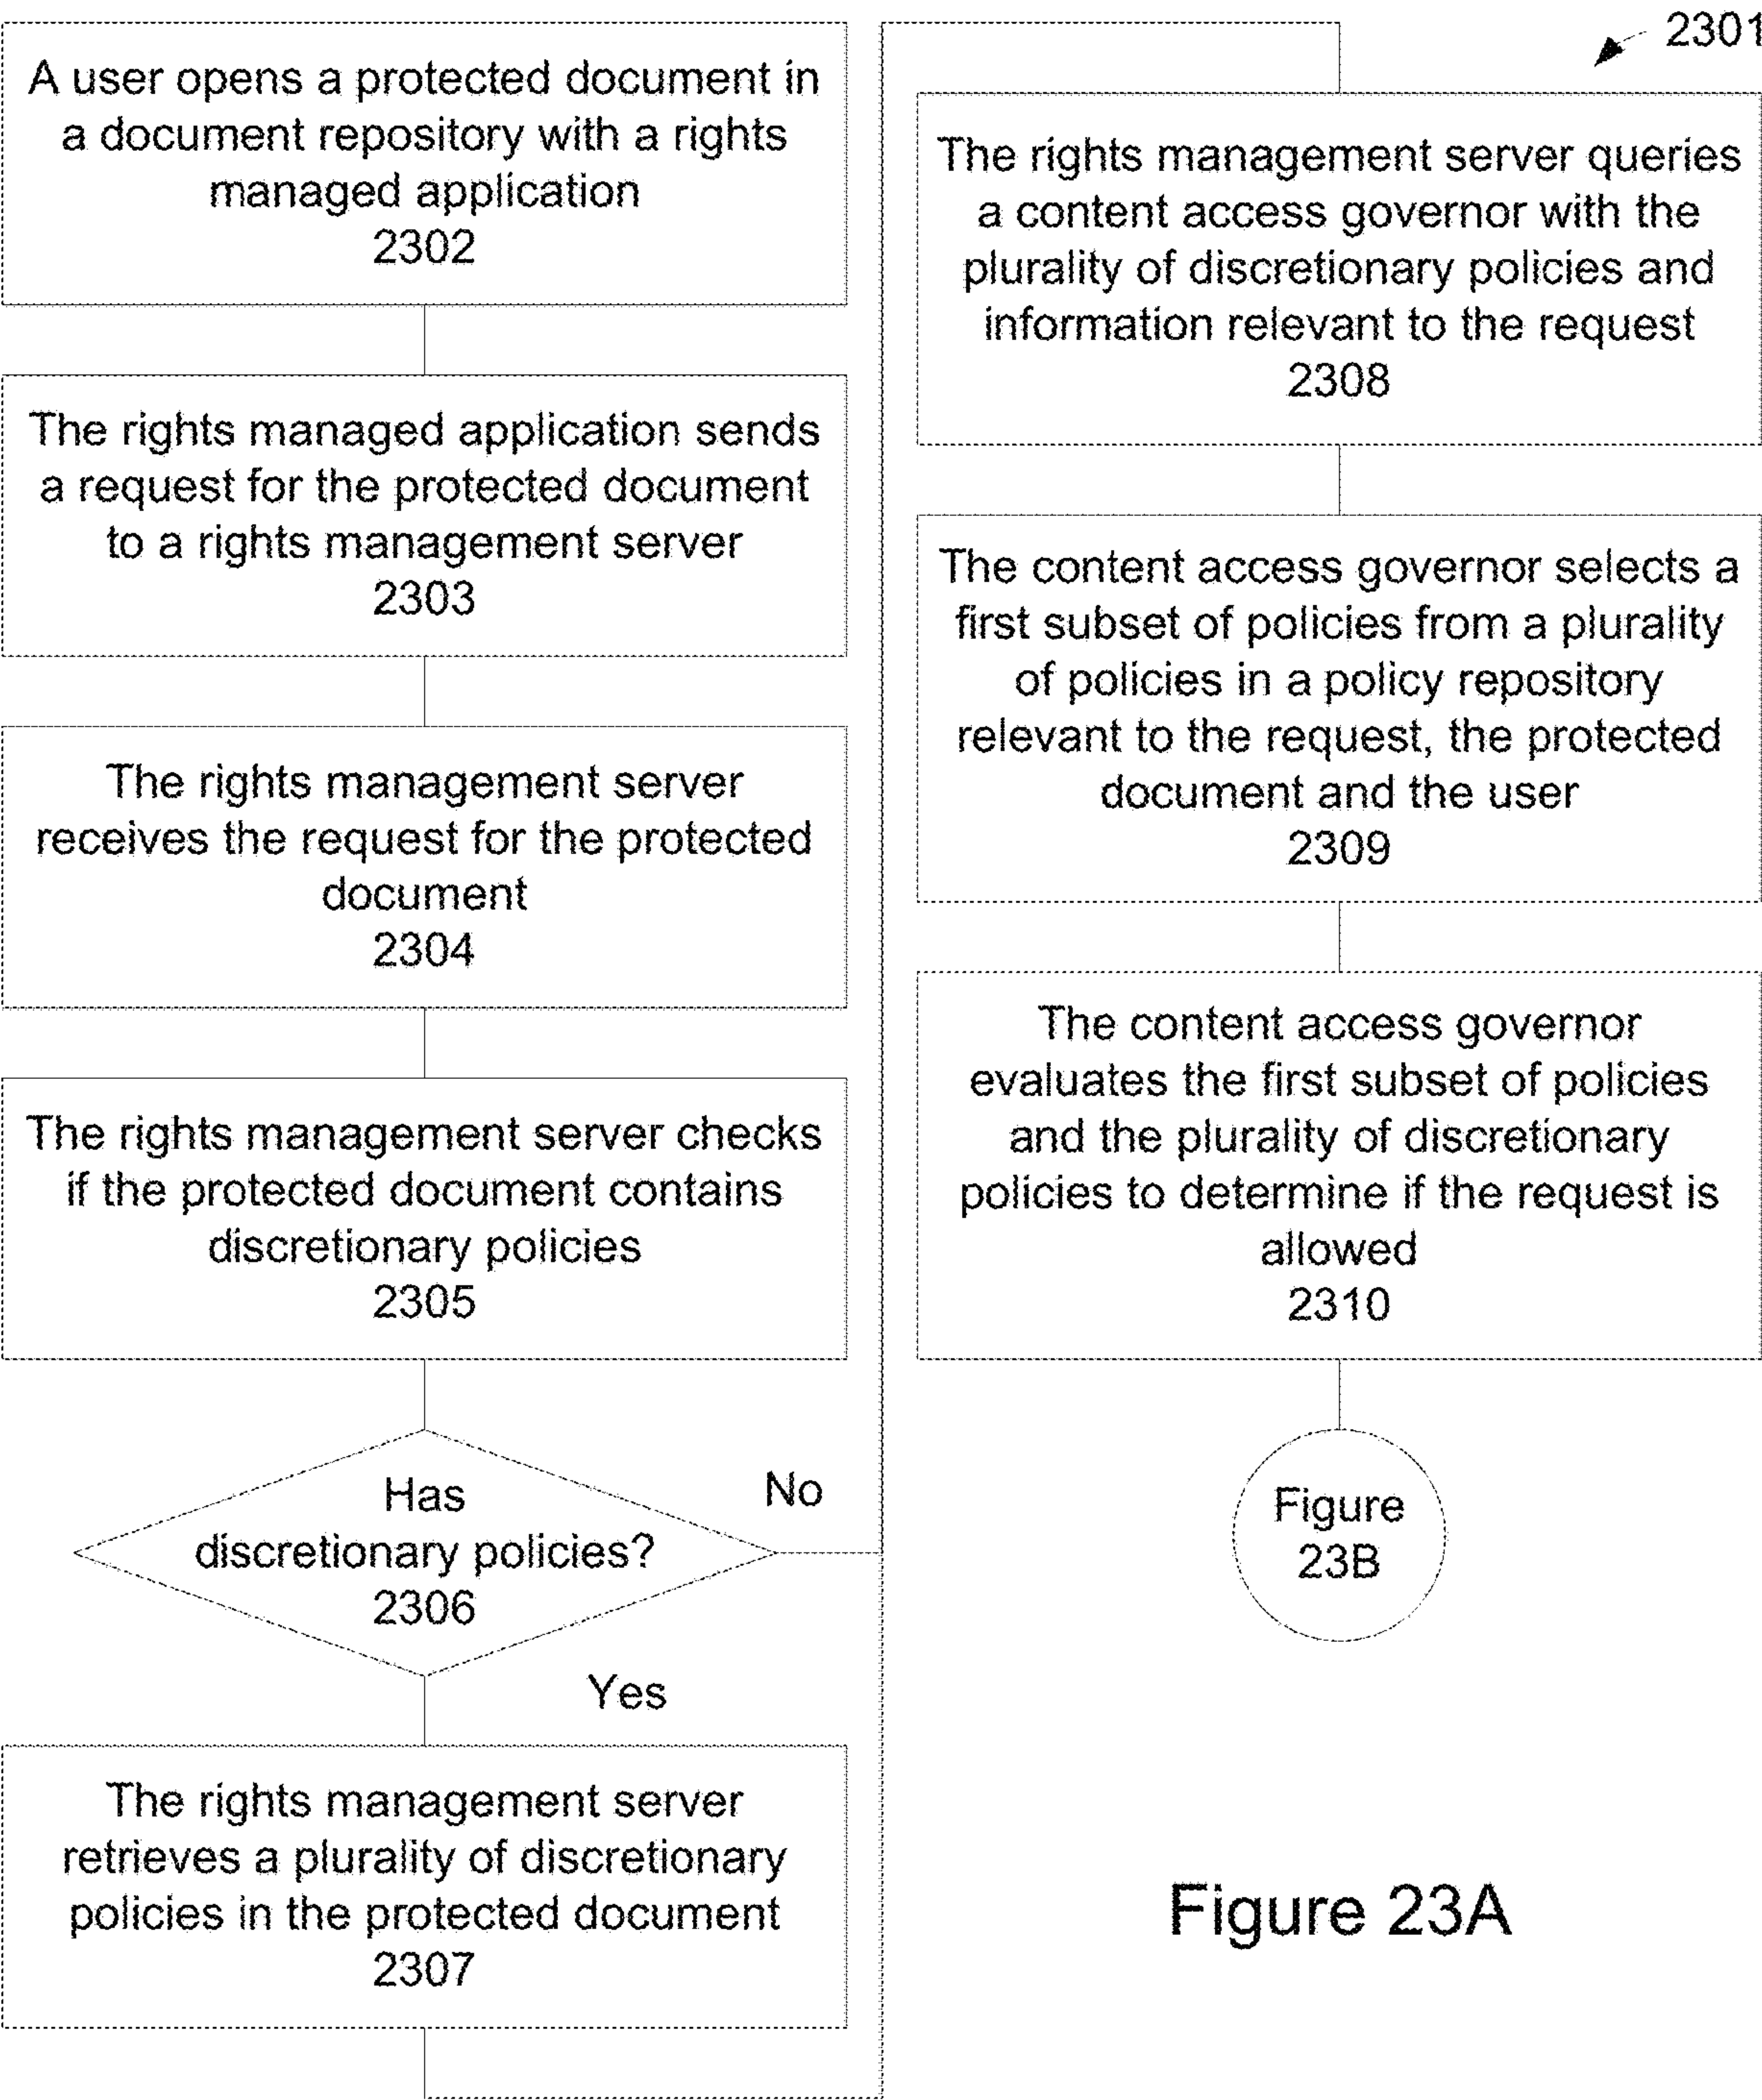 A user opens a protected document in
a document repository with a rights
managed application
2302
The rights managed application sends
a request for the protected document
to a rights management server
2303
The rights management server
receives the request for the protected
document
2304
The rights management server checks
if the protected document contains
discretionary policies
2305
Has
discretionary policies?
2306
No
Yes
The rights management server
retrieves a plurality of discretionary
policies in the protected document
2307
2301
The rights management server queries
a content access governor with the
plurality of discretionary policies and
information relevant to the request
2308
The content access governor selects a
first subset of policies from a plurality
of policies in a policy repository
relevant to the request, the protected
document and the user
2309
The content access governor
evaluates the first subset of policies
and the plurality of discretionary
policies to determine if the request is
allowed
2310
Figure
23B
Figure 23A